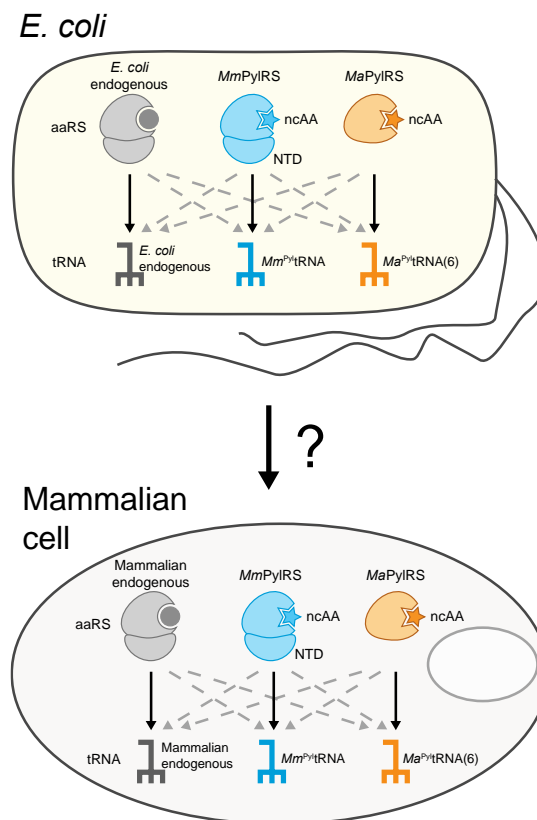 E. coli
E. coli
endogenous
MmPylRS
MaPylRS
aaRS
ncAA
ncAA
NTD
tRNA
E. coli
endogenous
MmPyltRNA
MaPyltRNA(6)
?
Mammalian
cell
Mammalian
endogenous
MmPylRS
MaPylRS
aaRS
ncAA
ncAA
NTD
tRNA
Mammalian
endogenous
MmPyltRNA
MaPyltRNA(6)